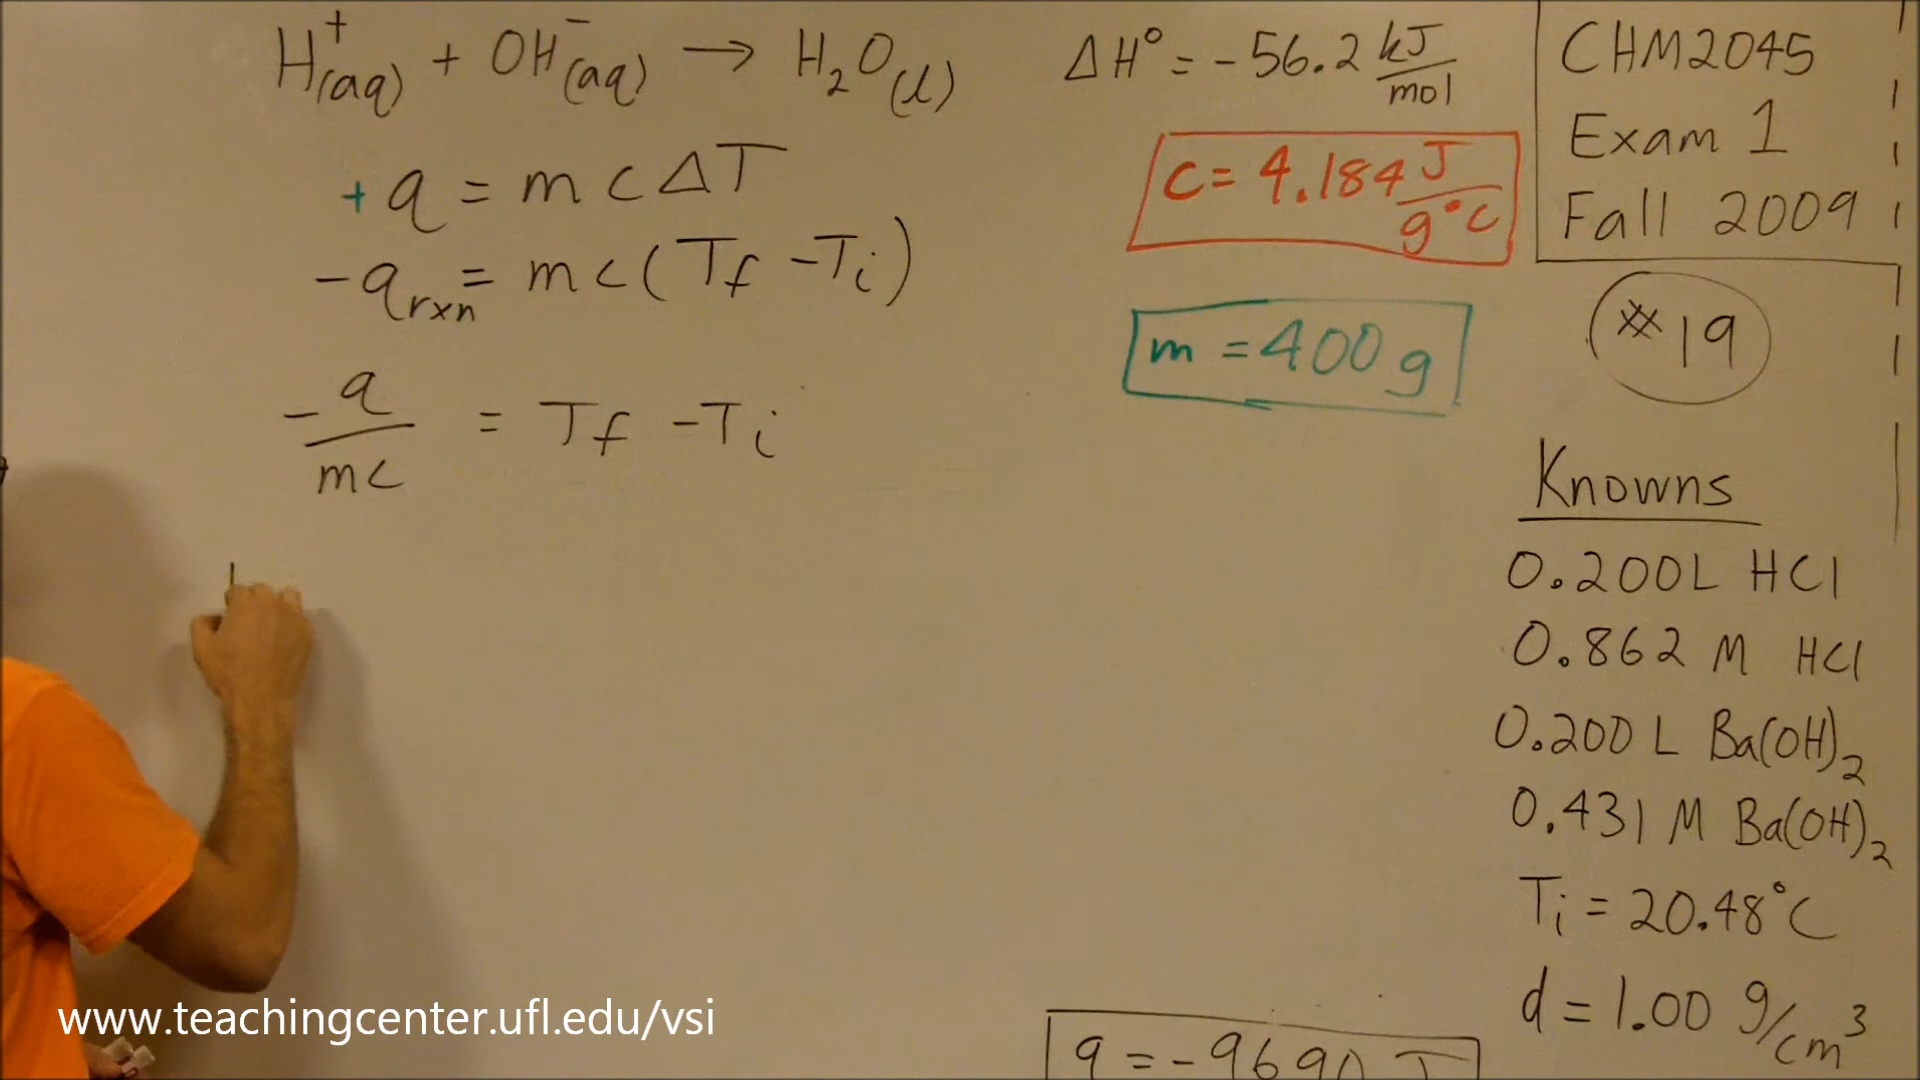 H⁺(aq) + OH⁻(aq) → H₂O(l)   ΔH° = -56.2 kJ/mol
+q = mcΔT
-qrxn = mc(Tf - Ti)
-q/mc = Tf - Ti
c = 4.184 J/g°C
m = 400 g
q = -9690 J
CHM2045
Exam 1
Fall 2009
#19
Knowns
0.200L HCl
0.862 M HCl
0.200 L Ba(OH)₂
0.431 M Ba(OH)₂
Ti = 20.48°C
d = 1.00 g/cm³
www.teachingcenter.ufl.edu/vsi